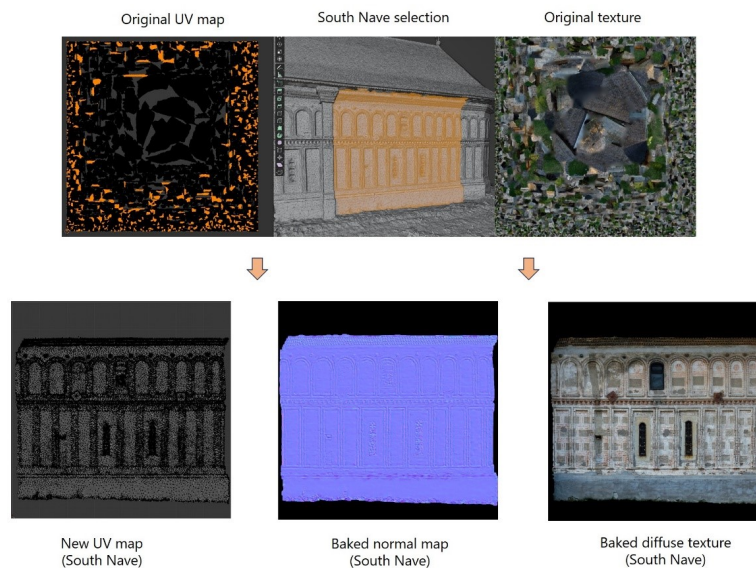 Original UV map
South Nave selection
Original texture
New UV map
(South Nave)
Baked normal map
(South Nave)
Baked diffuse texture
(South Nave)